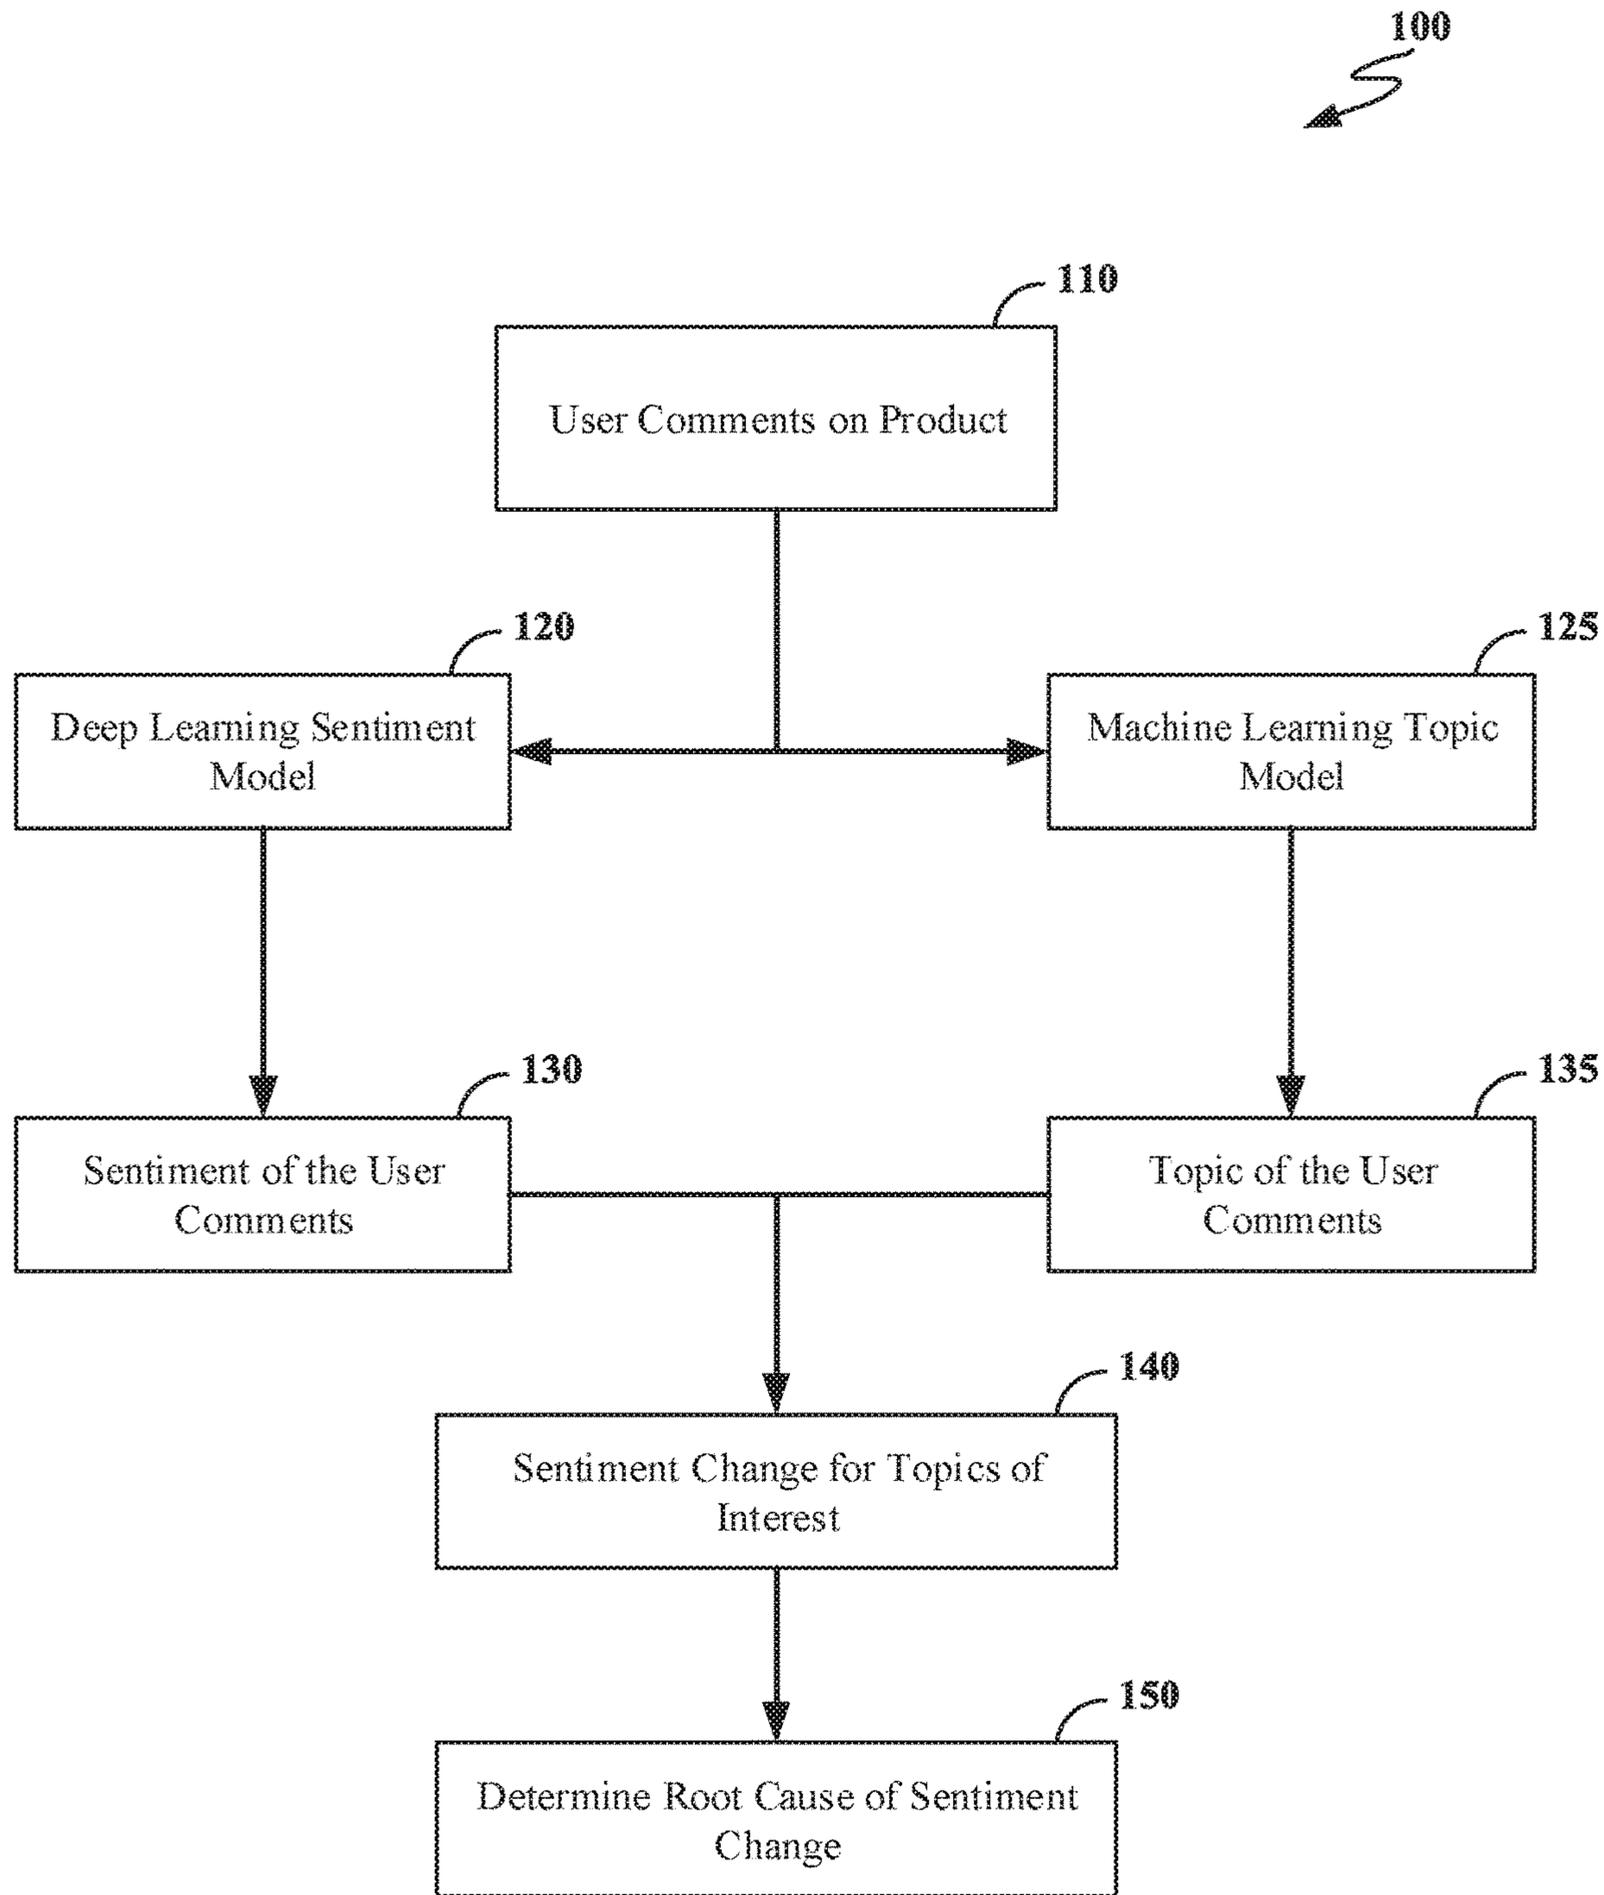 100
110
User Comments on Product
120
125
Deep Learning Sentiment
Model
Machine Learning Topic
Model
130
135
Sentiment of the User
Comments
Topic of the User
Comments
140
Sentiment Change for Topics of
Interest
150
Determine Root Cause of Sentiment
Change